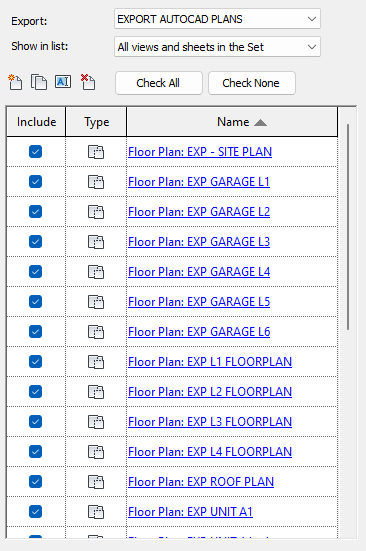 Export: EXPORT AUTOCAD PLANS
Show in list: All views and sheets in the Set
Check All Check None
Include Type Name
Floor Plan: EXP - SITE PLAN
Floor Plan: EXP GARAGE L1
Floor Plan: EXP GARAGE L2
Floor Plan: EXP GARAGE L3
Floor Plan: EXP GARAGE L4
Floor Plan: EXP GARAGE L5
Floor Plan: EXP GARAGE L6
Floor Plan: EXP L1 FLOORPLAN
Floor Plan: EXP L2 FLOORPLAN
Floor Plan: EXP L3 FLOORPLAN
Floor Plan: EXP L4 FLOORPLAN
Floor Plan: EXP ROOF PLAN
Floor Plan: EXP UNIT A1
Floor Plan: EXP UNIT